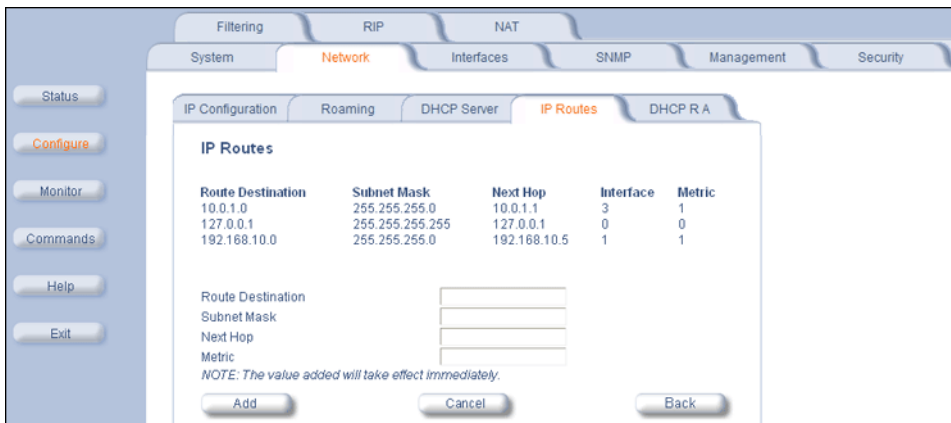 Filtering RIP NAT
System Network Interfaces SNMP Management Security
Status
IP Configuration Roaming DHCP Server IP Routes DHCP R A
Configure
IP Routes
Monitor
Route Destination Subnet Mask Next Hop Interface Metric
10.0.1.0 255.255.255.0 10.0.1.1 3 1
127.0.0.1 255.255.255.255 127.0.0.1 0 0
192.168.10.0 255.255.255.0 192.168.10.5 1 1
Commands
Help
Route Destination
Subnet Mask
Exit
Next Hop
Metric
NOTE: The value added will take effect immediately.
Add Cancel Back